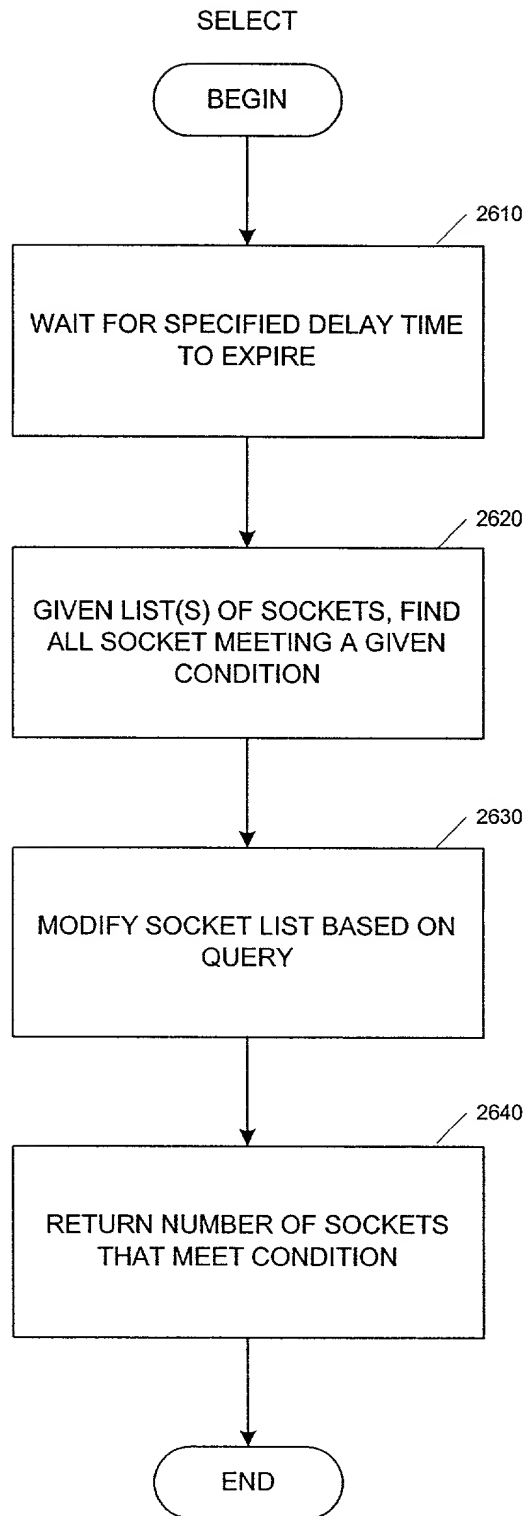 SELECT
BEGIN
2610
WAIT FOR SPECIFIED DELAY TIME
TO EXPIRE
2620
GIVEN LIST(S) OF SOCKETS, FIND
ALL SOCKET MEETING A GIVEN
CONDITION
2630
MODIFY SOCKET LIST BASED ON
QUERY
2640
RETURN NUMBER OF SOCKETS
THAT MEET CONDITION
END